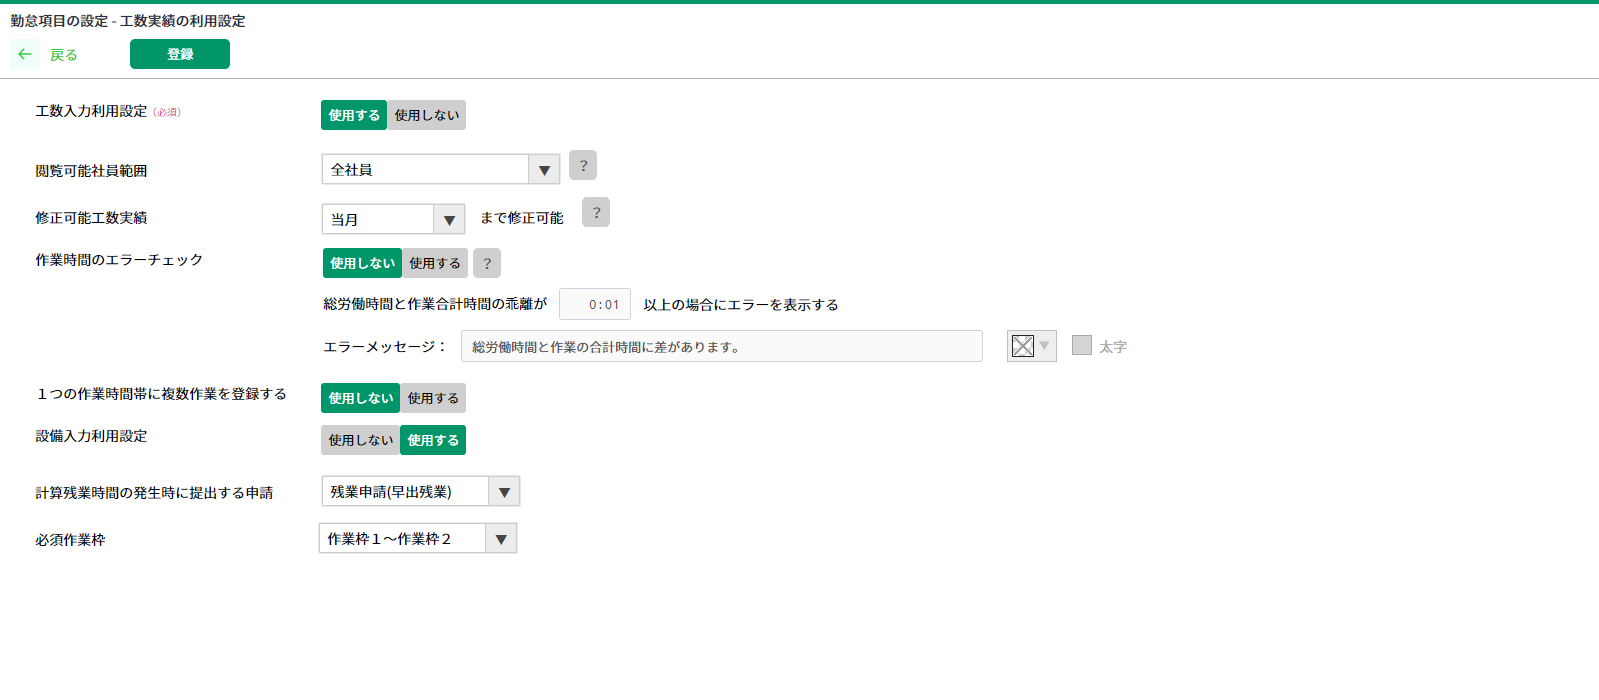 勤怠項目の設定 - 工数実績の利用設定
← 戻る 登録
工数入力利用設定 (必須) 使用する 使用しない
閲覧可能社員範囲 全社員 ▼ ?
修正可能工数実績 当月 ▼ まで修正可能 ?
作業時間のエラーチェック 使用しない 使用する ?
総労働時間と作業合計時間の乖離が 0:01 以上の場合にエラーを表示する
エラーメッセージ： 総労働時間と作業の合計時間に差があります。 ▼ 太字
１つの作業時間帯に複数作業を登録する 使用しない 使用する
設備入力利用設定 使用しない 使用する
計算残業時間の発生時に提出する申請 残業申請(早出残業) ▼
必須作業枠 作業枠１～作業枠２ ▼